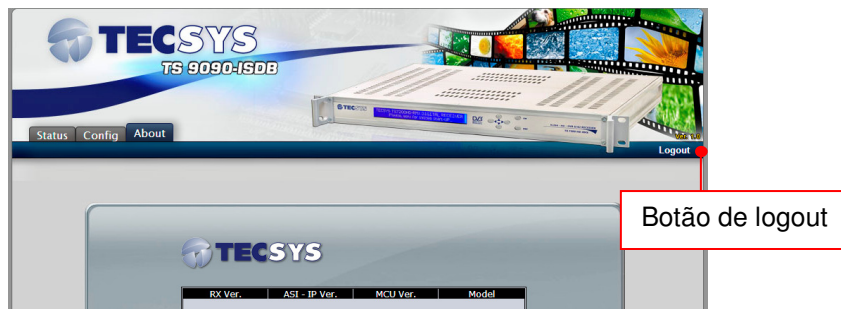 TECSYS
TS 9090-ISDB
TECSYS
Status Config About
Logout
Botão de logout
TECSYS
RX Ver. ASI - IP Ver. MCU Ver. Model